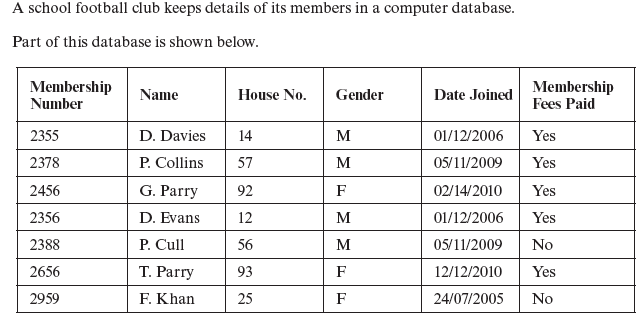 A school football club keeps details of its members in a computer database.
Part of this database is shown below.
Membership Number Name House No. Gender Date Joined Membership Fees Paid
2355 D. Davies 14 M 01/12/2006 Yes
2378 P. Collins 57 M 05/11/2009 Yes
2456 G. Parry 92 F 02/14/2010 Yes
2356 D. Evans 12 M 01/12/2006 Yes
2388 P. Cull 56 M 05/11/2009 No
2656 T. Parry 93 F 12/12/2010 Yes
2959 F. Khan 25 F 24/07/2005 No